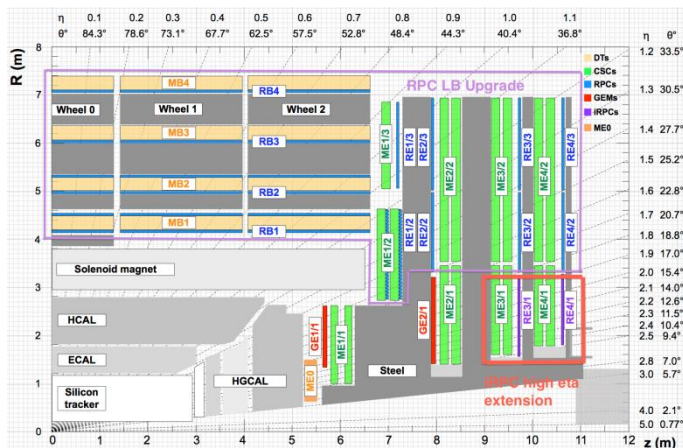 η 0.1 0.2 0.3 0.4 0.5 0.6 0.7 0.8 0.9 1.0 1.1 η θ°
θ° 84.3° 78.6° 73.1° 67.7° 62.5° 57.5° 52.8° 48.4° 44.3° 40.4° 36.8° 1.2 33.5°
R (m)
8
7
6
5
4
3
2
1
0
RPC LB Upgrade
DTs
CSCs
RPCs
GEMs
iRPCs
ME0
MB4
RB4
Wheel 0 Wheel 1 Wheel 2
MB3
RB3
MB2
RB2
MB1
RB1
ME1/3
RE1/3
RE2/3
ME2/2
RE3/3
ME4/2
RE4/3
ME1/2
RE1/2
RE2/2
ME3/2
RE3/2
RE4/2
Solenoid magnet
HCAL
ECAL
Silicon
tracker
HGCAL
ME0
GE1/1
ME1/1
Steel
GE2/1
ME2/1
ME3/1
RE3/1
ME4/1
RE4/1
iRPC high eta
extension
1.3 30.5°
1.4 27.7°
1.5 25.2°
1.6 22.8°
1.7 20.7°
1.8 18.8°
1.9 17.0°
2.0 15.4°
2.1 14.0°
2.2 12.6°
2.3 11.5°
2.4 10.4°
2.5 9.4°
2.8 7.0°
3.0 5.7°
4.0 2.1°
5.0 0.77°
0 1 2 3 4 5 6 7 8 9 10 11 12 z (m)